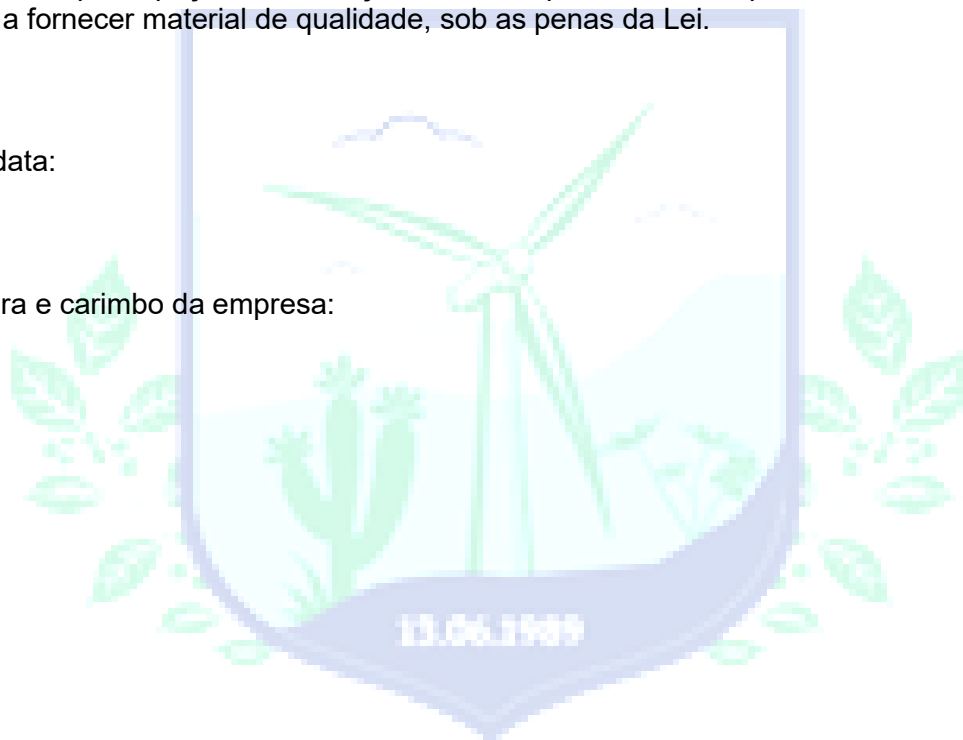 a fornecer material de qualidade, sob as penas da Lei.
data:
ra e carimbo da empresa:
13.06.1989